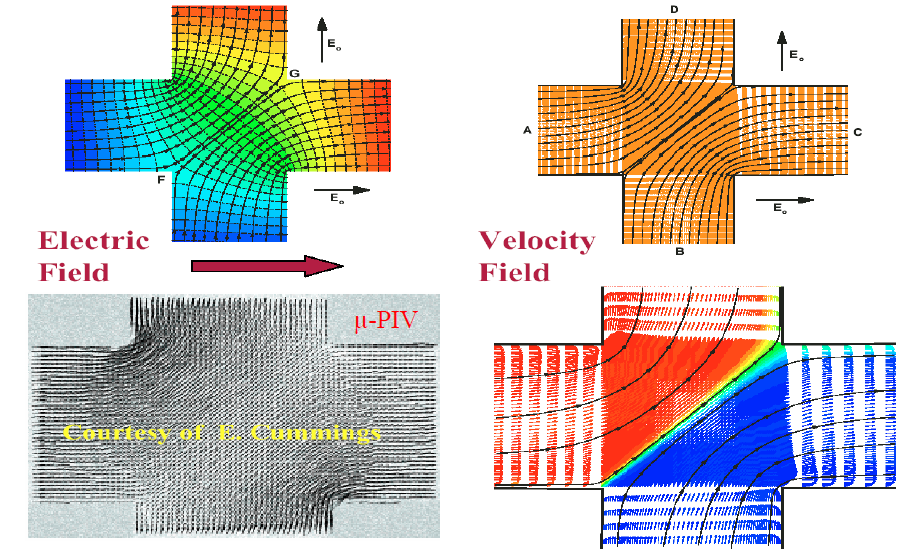 D
E₀
E₀
G
A
C
F
E₀
E₀
B
Electric
Field
Velocity
Field
µ-PIV
Courtesy of E. Cummings